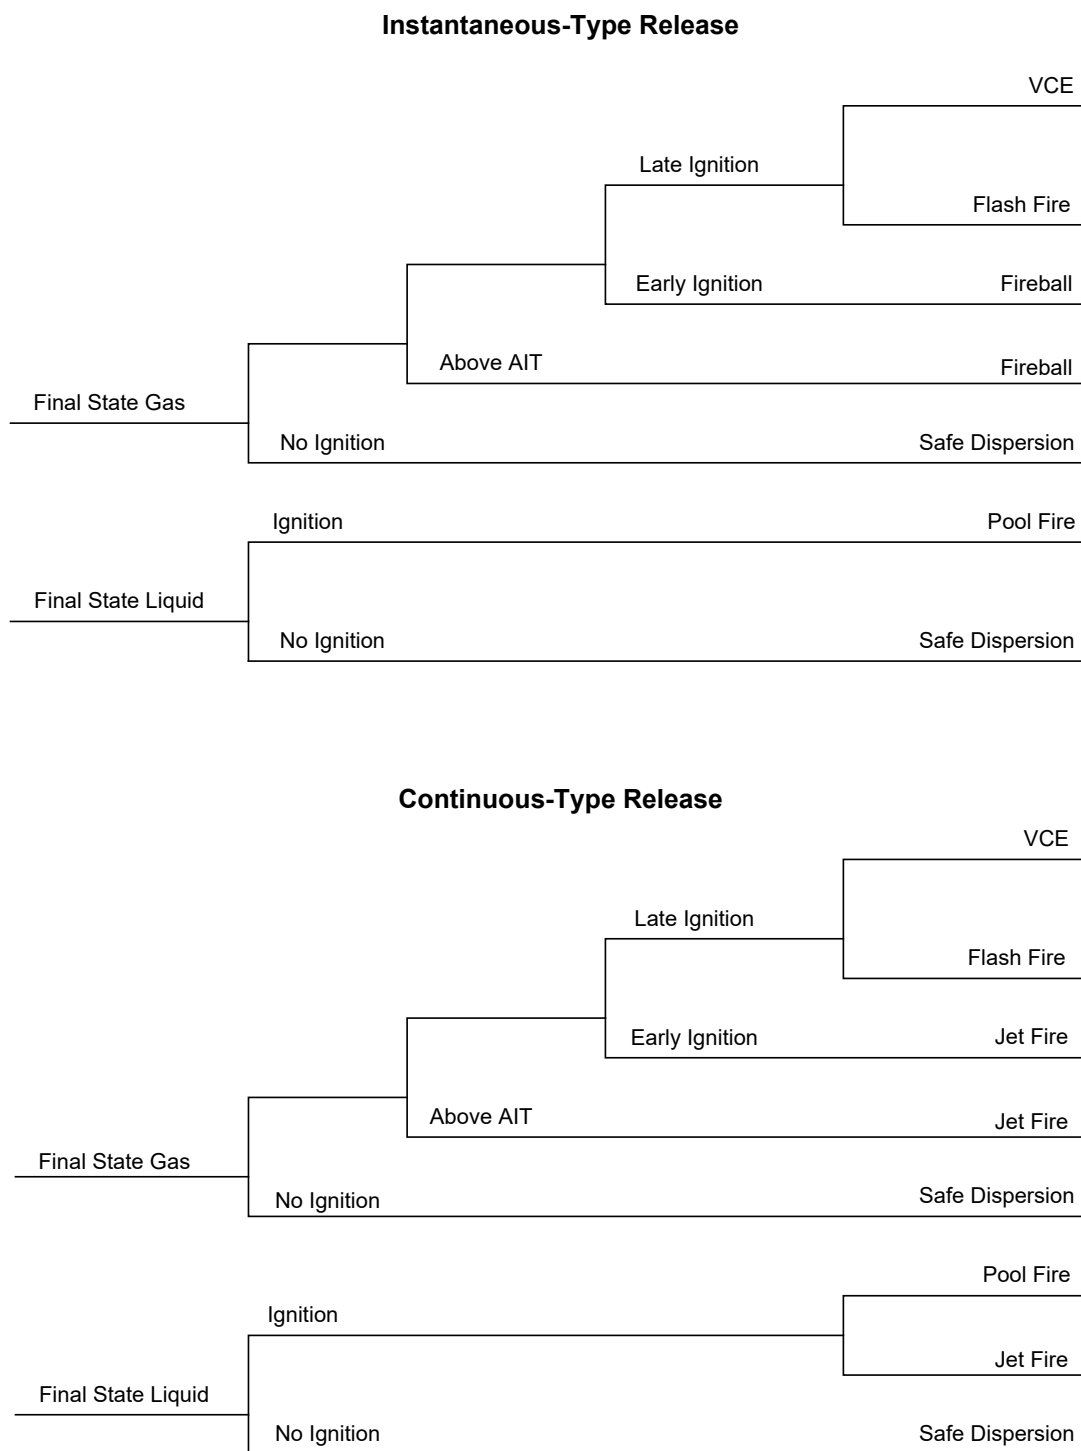 Instantaneous-Type Release
VCE
Late Ignition
Flash Fire
Early Ignition Fireball
Above AIT Fireball
Final State Gas
No Ignition Safe Dispersion
Ignition Pool Fire
Final State Liquid
No Ignition Safe Dispersion
Continuous-Type Release
VCE
Late Ignition
Flash Fire
Early Ignition Jet Fire
Above AIT Jet Fire
Final State Gas
No Ignition Safe Dispersion
Pool Fire
Ignition
Jet Fire
Final State Liquid
No Ignition Safe Dispersion